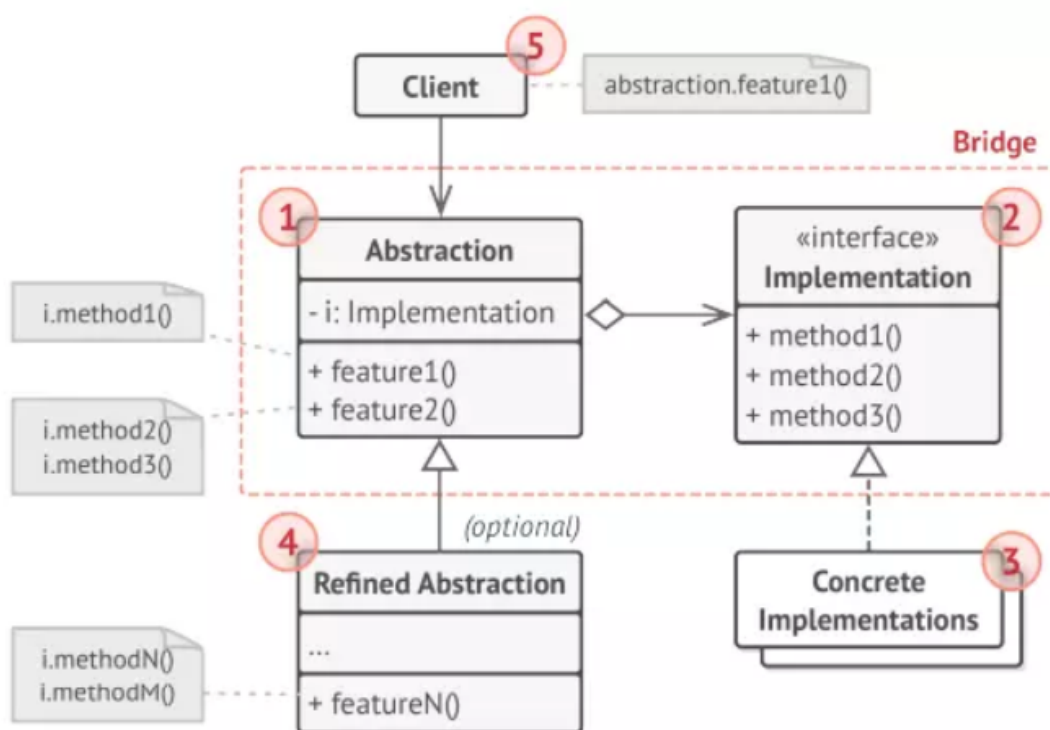 5
Client
abstraction.feature1()
Bridge
1
Abstraction
- i: Implementation
+ feature1()
+ feature2()
i.method1()
i.method2()
i.method3()
2
«interface»
Implementation
+ method1()
+ method2()
+ method3()
(optional)
4
Refined Abstraction
...
+ featureN()
i.methodN()
i.methodM()
3
Concrete
Implementations